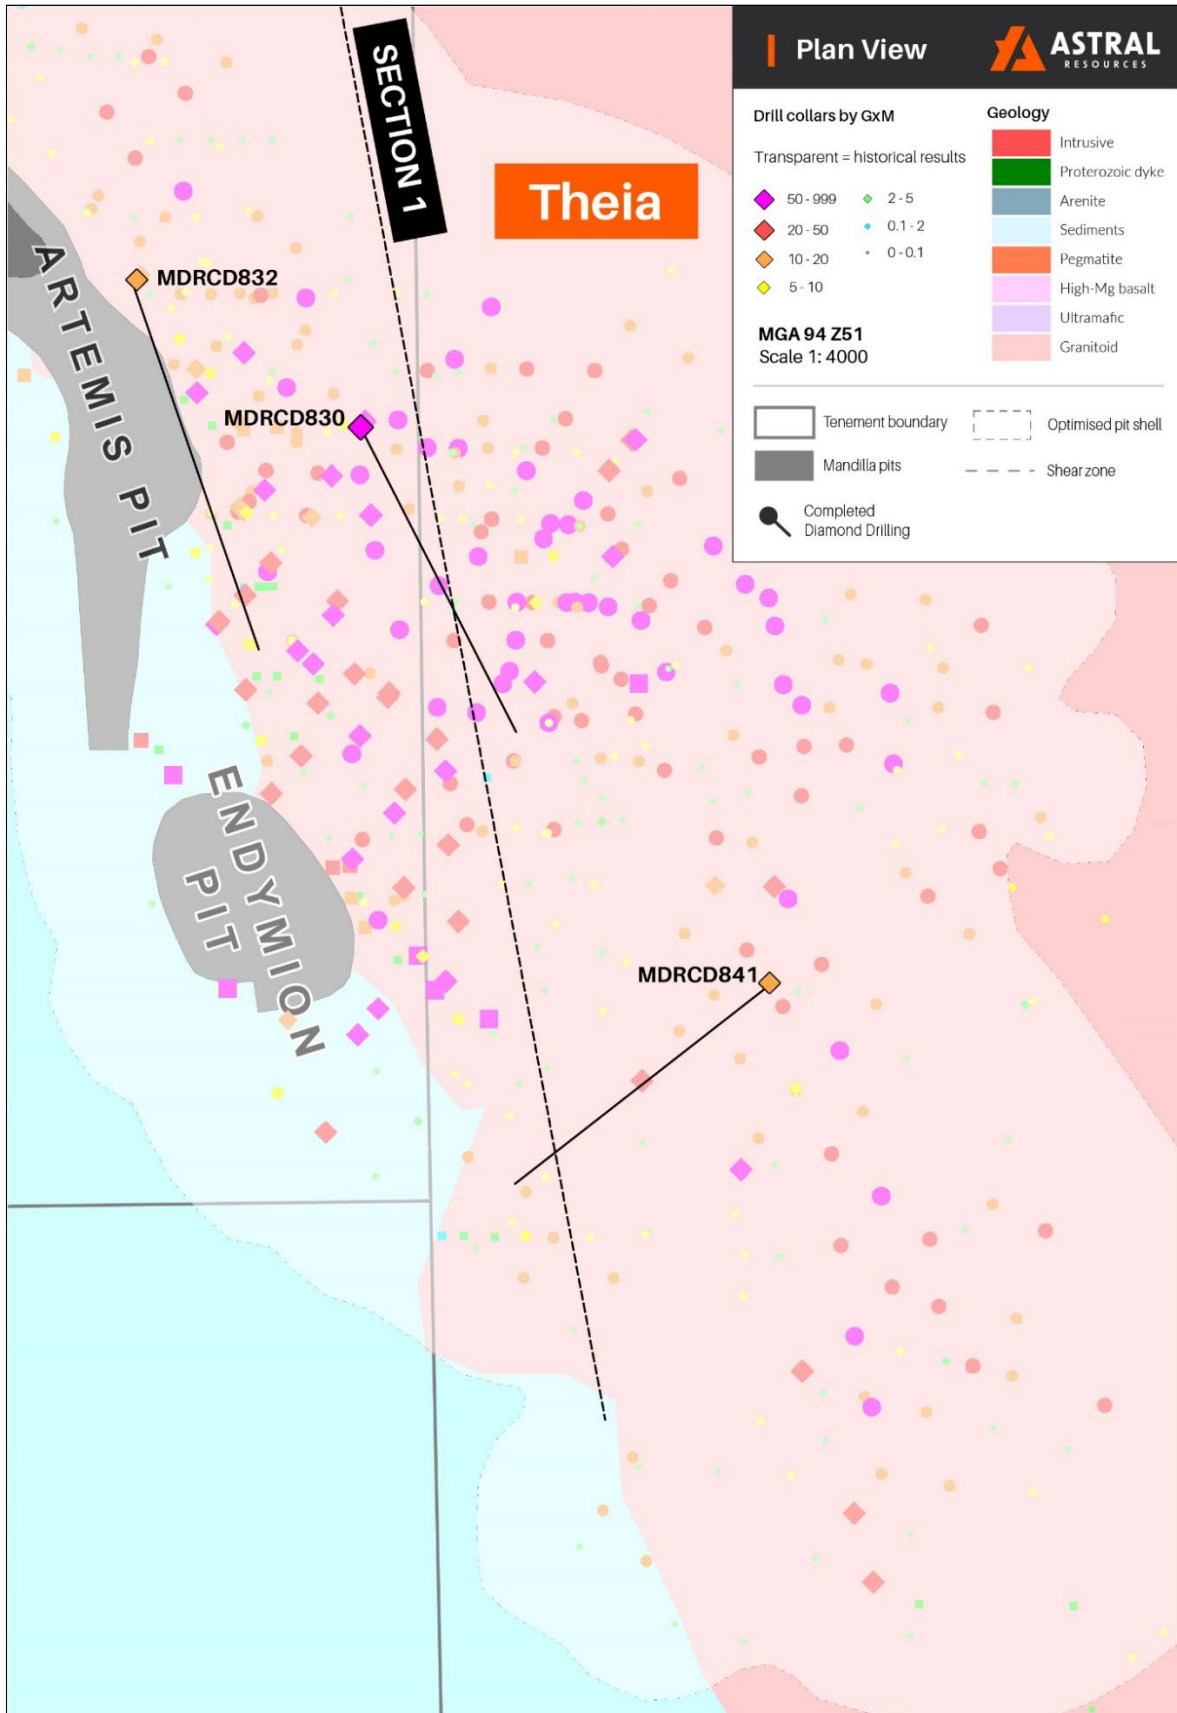 Plan View
ASTRAL
RESOURCES
Drill collars by GxM
Transparent = historical results
50 - 999
20 - 50
10 - 20
5 - 10
2 - 5
0.1 - 2
0 - 0.1
MGA 94 Z51
Scale 1: 4000
Geology
Intrusive
Proterozoic dyke
Arenite
Sediments
Pegmatite
High-Mg basalt
Ultramafic
Granitoid
Tenement boundary
Optimised pit shell
Mandilla pits
Shear zone
Completed
Diamond Drilling
SECTION 1
Theia
ARTEMIS PIT
MDRCD832
MDRCD830
ENDYMION
PIT
MDRCD841